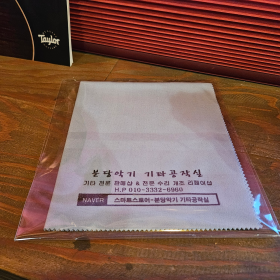 Taylor
분당악기 기타공작실
기타 전문 판매샵 & 전문 수리 개조 리페어샵
H.P 010-3332-6960
NAVER 스마트스토어-분당악기 기타공작실